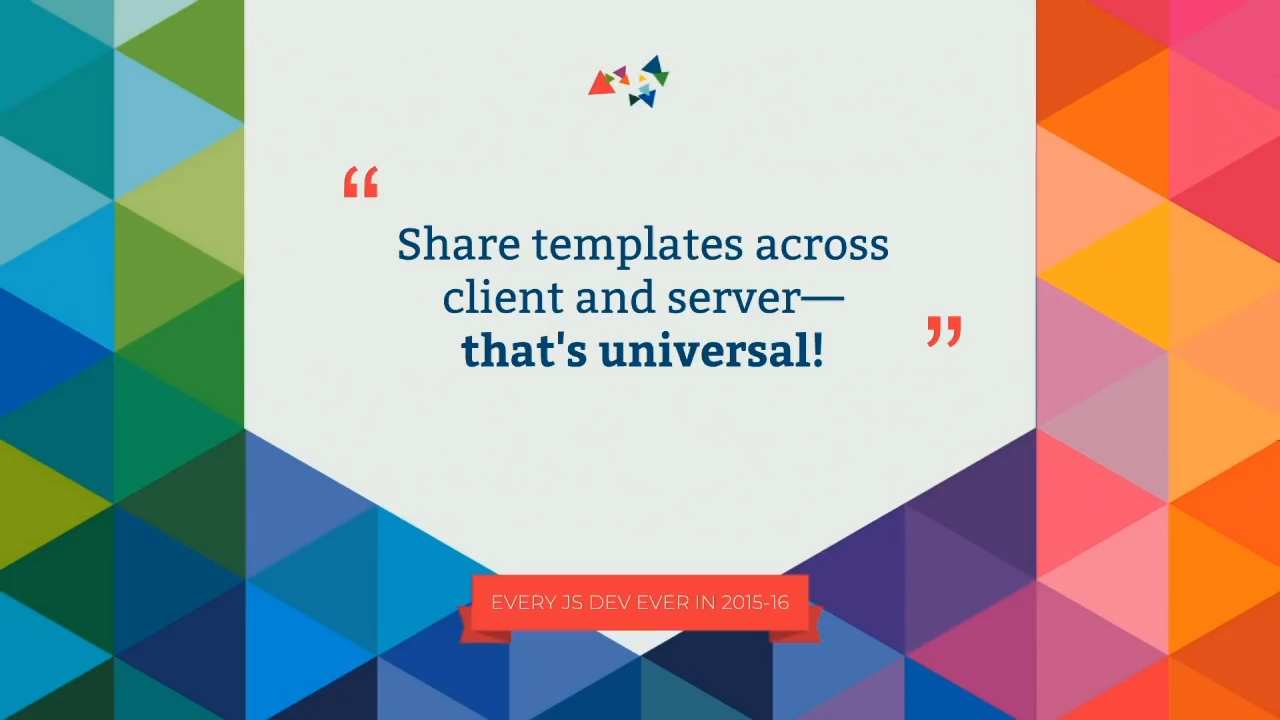 “
Share templates across
client and server—
that's universal!
”
EVERY JS DEV EVER IN 2015-16